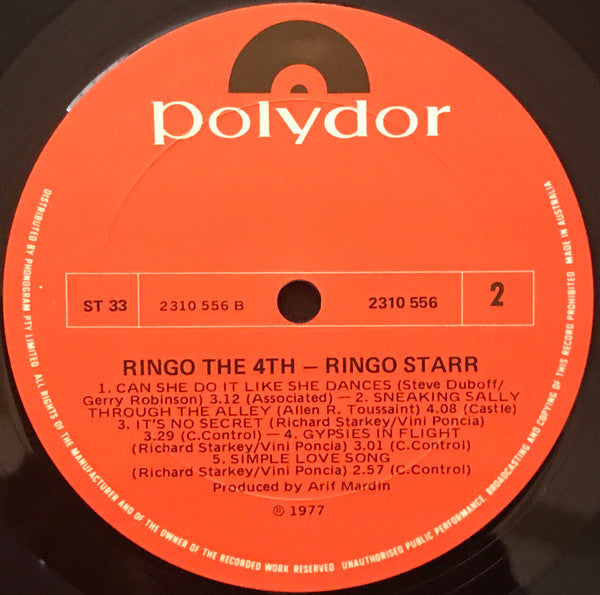 polydor
ST 33
2310 556 B
2310 556
2
RINGO THE 4TH – RINGO STARR
1. CAN SHE DO IT LIKE SHE DANCES (Steve Duboff/
Gerry Robinson) 3.12 (Associated) – 2. SNEAKING SALLY
THROUGH THE ALLEY (Allen R. Toussaint) 4.08 (Castle)
3. IT'S NO SECRET (Richard Starkey/Vini Poncia)
3.29 (C.Control) – 4. GYPSIES IN FLIGHT
(Richard Starkey/Vini Poncia) 3.01 (C.Control)
5. SIMPLE LOVE SONG
(Richard Starkey/Vini Poncia) 2.57 (C.Control)
Produced by Arif Mardin
℗ 1977
DISTRIBUTED BY PHONOGRAM PTY LIMITED. ALL RIGHTS OF THE MANUFACTURER AND OF THE OWNER OF THE RECORDED WORK RESERVED. UNAUTHORISED PUBLIC PERFORMANCE, BROADCASTING AND COPYING OF THIS RECORD PROHIBITED. MADE IN AUSTRALIA